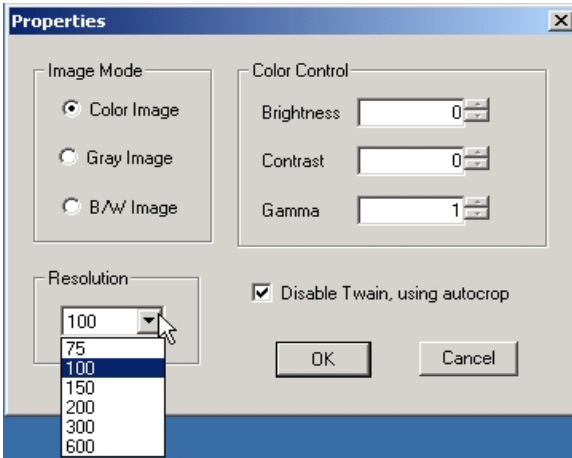 Properties
Image Mode
Color Image
Gray Image
B/W Image
Color Control
Brightness 0
Contrast 0
Gamma 1
Resolution
100
75
100
150
200
300
600
Disable Twain, using autocrop
OK Cancel